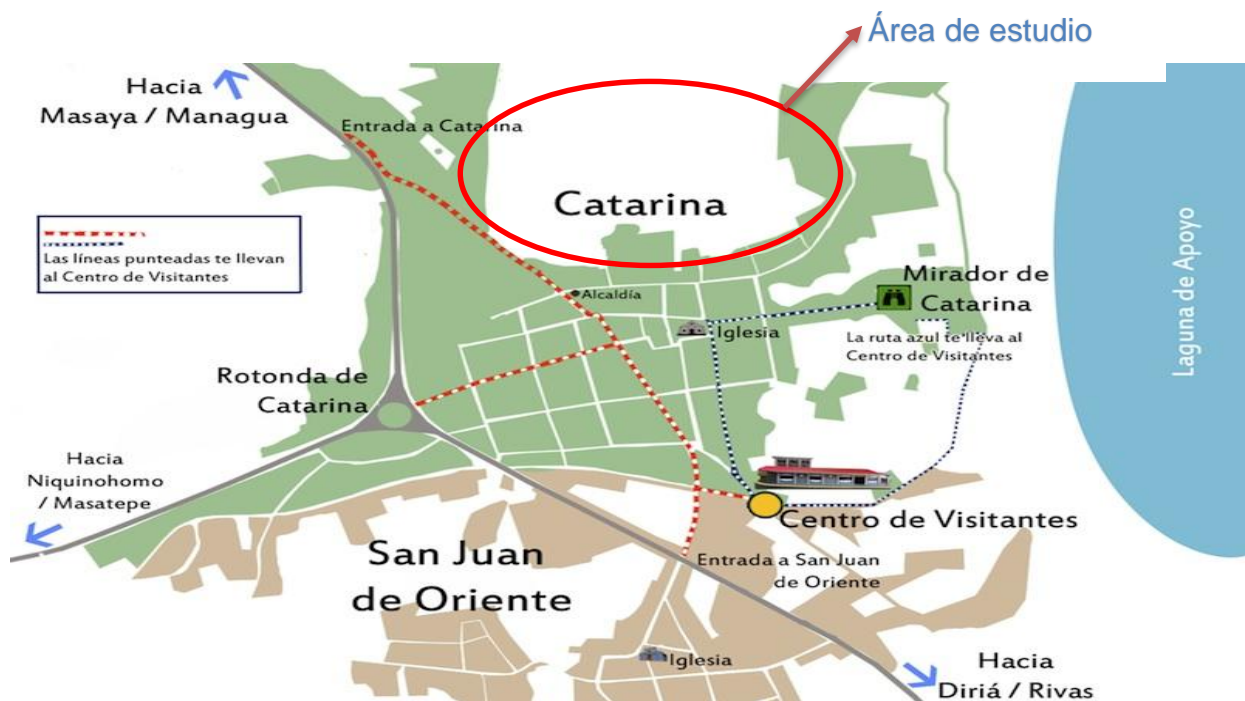 Área de estudio
Hacia
Masaya / Managua
Entrada a Catarina
Catarina
Las líneas punteadas te llevan
al Centro de Visitantes
Alcaldía
Iglesia
Mirador de
Catarina
La ruta azul te lleva al
Centro de Visitantes
Laguna de Apoyo
Rotonda de
Catarina
Hacia
Niquinohomo
/ Masatepe
Centro de Visitantes
San Juan
de Oriente
Entrada a San Juan
de Oriente
Iglesia
Hacia
Diriá / Rivas